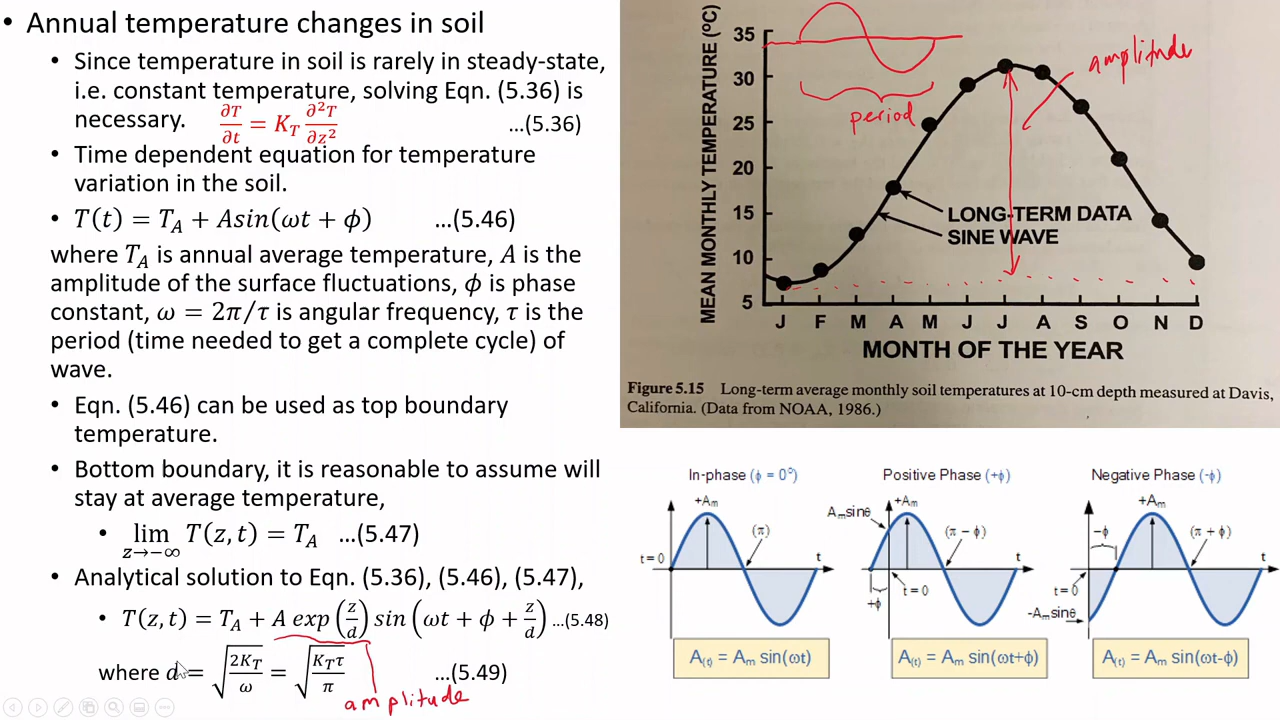 • Annual temperature changes in soil
• Since temperature in soil is rarely in steady-state,
i.e. constant temperature, solving Eqn. (5.36) is
necessary. ∂T/∂t = K_T ∂²T/∂z² ...(5.36)
• Time dependent equation for temperature
variation in the soil.
• T(t) = T_A + Asin(ωt + ϕ) ...(5.46)
where T_A is annual average temperature, A is the
amplitude of the surface fluctuations, ϕ is phase
constant, ω = 2π/τ is angular frequency, τ is the
period (time needed to get a complete cycle) of
wave.
• Eqn. (5.46) can be used as top boundary
temperature.
• Bottom boundary, it is reasonable to assume will
stay at average temperature,
• lim z→−∞ T(z, t) = T_A ...(5.47)
• Analytical solution to Eqn. (5.36), (5.46), (5.47),
• T(z, t) = T_A + A exp(z/d) sin(ωt + ϕ + z/d) ...(5.48)
where d = √(2K_T/ω) = √(K_Tτ/π) ...(5.49)
amplitude
MEAN MONTHLY TEMPERATURE (ºC)
35
30
25
20
15
10
5
period
amplitude
LONG-TERM DATA
SINE WAVE
J F M A M J J A S O N D
MONTH OF THE YEAR
Figure 5.15 Long-term average monthly soil temperatures at 10-cm depth measured at Davis,
California. (Data from NOAA, 1986.)
In-phase (ϕ = 0°)
+Am
(π)
t
t = 0
A(t) = Am sin(ωt)
Positive Phase (+ϕ)
+Am
Amsinθ
(π − ϕ)
t
t = 0
+ϕ
A(t) = Am sin(ωt+ϕ)
Negative Phase (-ϕ)
+Am
-ϕ
(π + ϕ)
t
t = 0
-Amsinθ
A(t) = Am sin(ωt-ϕ)